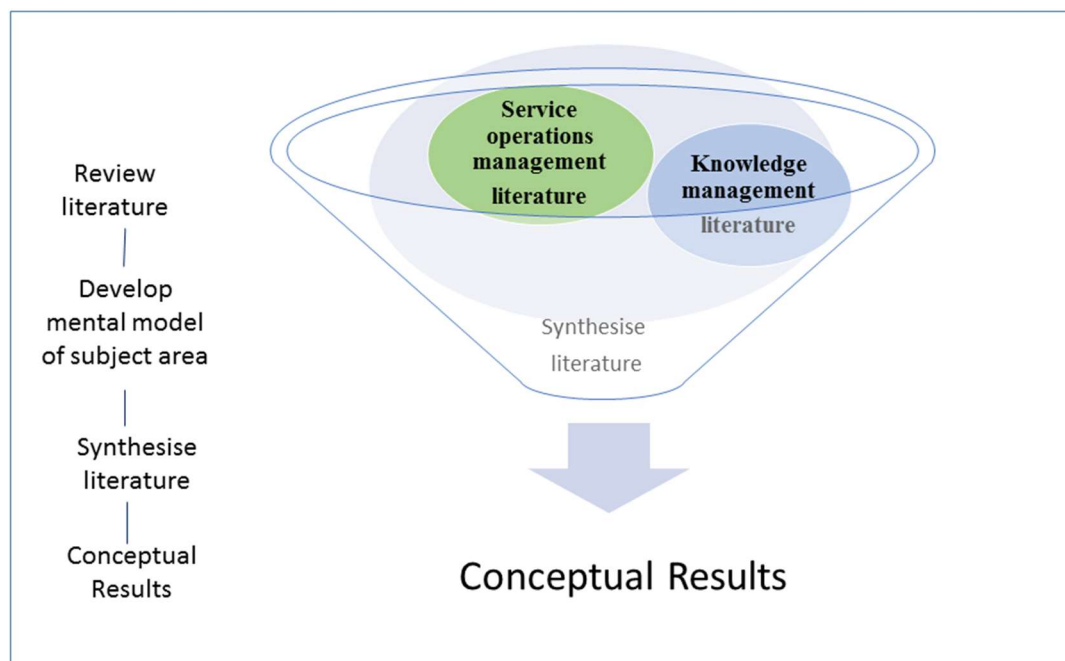 Review
literature
Develop
mental model
of subject area
Synthesise
literature
Conceptual
Results
Service
operations
management
literature
Knowledge
management
literature
Synthesise
literature
Conceptual Results